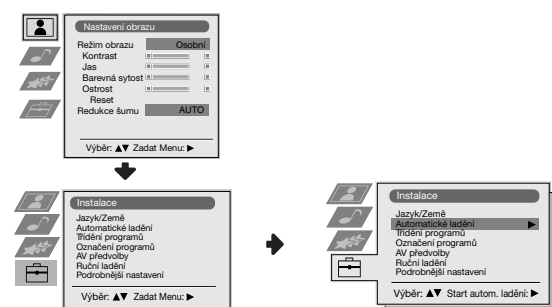 Nastavení obrazu
Režim obrazu Osobní
Kontrast
Jas
Barevná sytost
Ostrost
Reset
Redukce šumu AUTO
Výběr: ▲▼ Zadat Menu: ▶
Instalace
Jazyk/Země
Automatické ladění
Třídění programů
Označení programů
AV předvolby
Ruční ladění
Podrobnější nastavení
Výběr: ▲▼ Zadat Menu: ▶
Instalace
Jazyk/Země
Automatické ladění ▶
Třídění programů
Označení programů
AV předvolby
Ruční ladění
Podrobnější nastavení
Výběr: ▲▼ Start autom. ladění: ▶